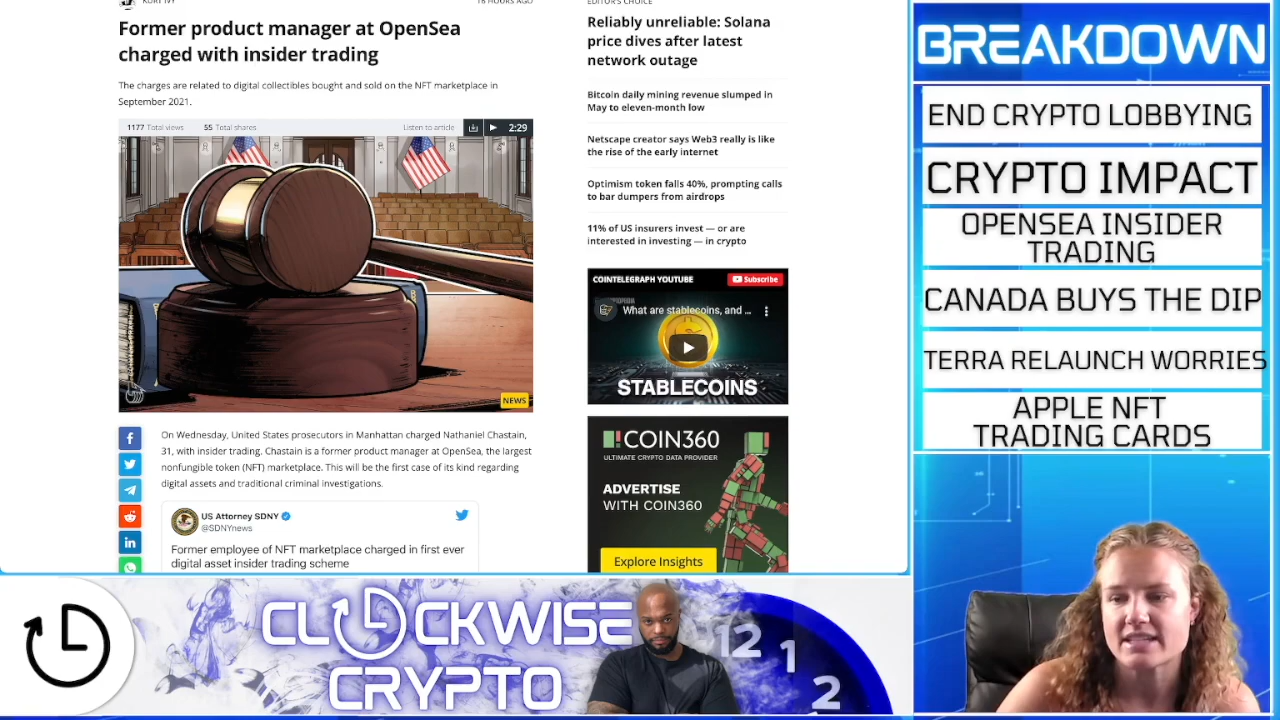 KURT IVY
16 HOURS AGO
Former product manager at OpenSea
charged with insider trading
The charges are related to digital collectibles bought and sold on the NFT marketplace in
September 2021.
1177 Total views
55 Total shares
Listen to article
2:29
NEWS
On Wednesday, United States prosecutors in Manhattan charged Nathaniel Chastain,
31, with insider trading. Chastain is a former product manager at OpenSea, the largest
nonfungible token (NFT) marketplace. This will be the first case of its kind regarding
digital assets and traditional criminal investigations.
US Attorney SDNY
@SDNYnews
Former employee of NFT marketplace charged in first ever
digital asset insider trading scheme
EDITOR'S CHOICE
Reliably unreliable: Solana
price dives after latest
network outage
Bitcoin daily mining revenue slumped in
May to eleven-month low
Netscape creator says Web3 really is like
the rise of the early internet
Optimism token falls 40%, prompting calls
to bar dumpers from airdrops
11% of US insurers invest — or are
interested in investing — in crypto
COINTELEGRAPH YOUTUBE
Subscribe
What are stablecoins, and ...
STABLECOINS
COIN360
ULTIMATE CRYPTO DATA PROVIDER
ADVERTISE
WITH COIN360
Explore Insights
BREAKDOWN
END CRYPTO LOBBYING
CRYPTO IMPACT
OPENSEA INSIDER
TRADING
CANADA BUYS THE DIP
TERRA RELAUNCH WORRIES
APPLE NFT
TRADING CARDS
CLOCKWISE
CRYPTO
12
1
2